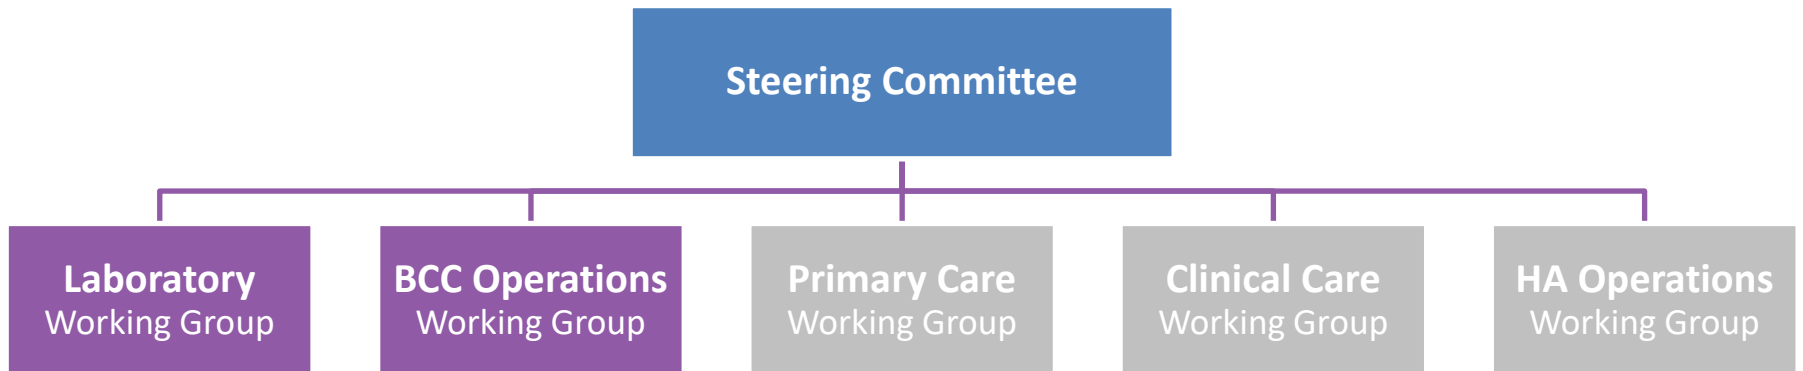 Steering Committee
Laboratory
Working Group
BCC Operations
Working Group
Primary Care
Working Group
Clinical Care
Working Group
HA Operations
Working Group